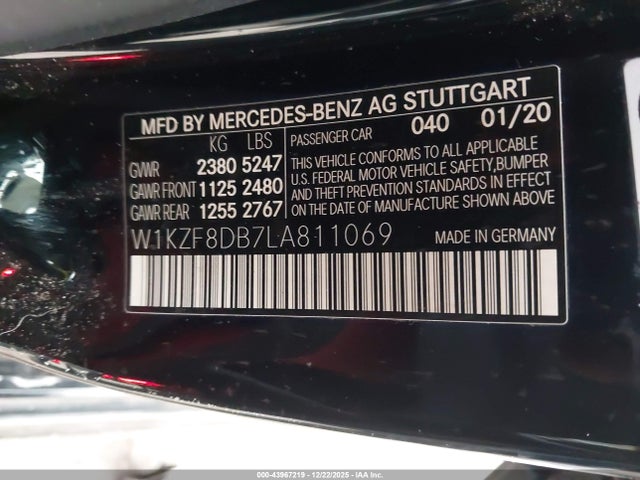 MFD BY MERCEDES-BENZ AG STUTTGART
KG LBS
GVWR 2380 5247
GAWR FRONT 1125 2480
GAWR REAR 1255 2767
PASSENGER CAR 040 01/20
THIS VEHICLE CONFORMS TO ALL APPLICABLE
U.S. FEDERAL MOTOR VEHICLE SAFETY, BUMPER
AND THEFT PREVENTION STANDARDS IN EFFECT
ON THE DATE OF MANUFACTURE SHOWN ABOVE.
W1KZF8DB7LA811069 MADE IN GERMANY
000-43967219 - 12/22/2025 - IAA Inc.